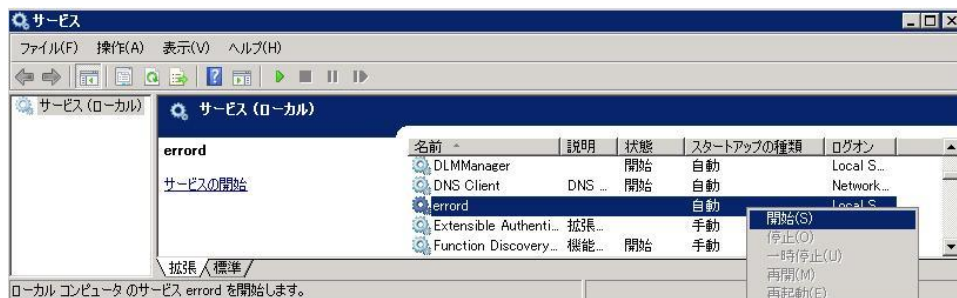 サービス
ファイル(F) 操作(A) 表示(V) ヘルプ(H)
サービス (ローカル)
サービス (ローカル)
errord
サービスの開始
名前 説明 状態 スタートアップの種類 ログオン
DLMManager 開始 自動 Local S...
DNS Client DNS ... 開始 自動 Network...
errord 自動 Local S...
Extensible Authenti... 拡張... 手動
Function Discovery... 機能... 開始 手動
開始(S)
停止(O)
一時停止(U)
再開(M)
再起動(E)
拡張 標準
ローカル コンピュータ のサービス errord を開始します。